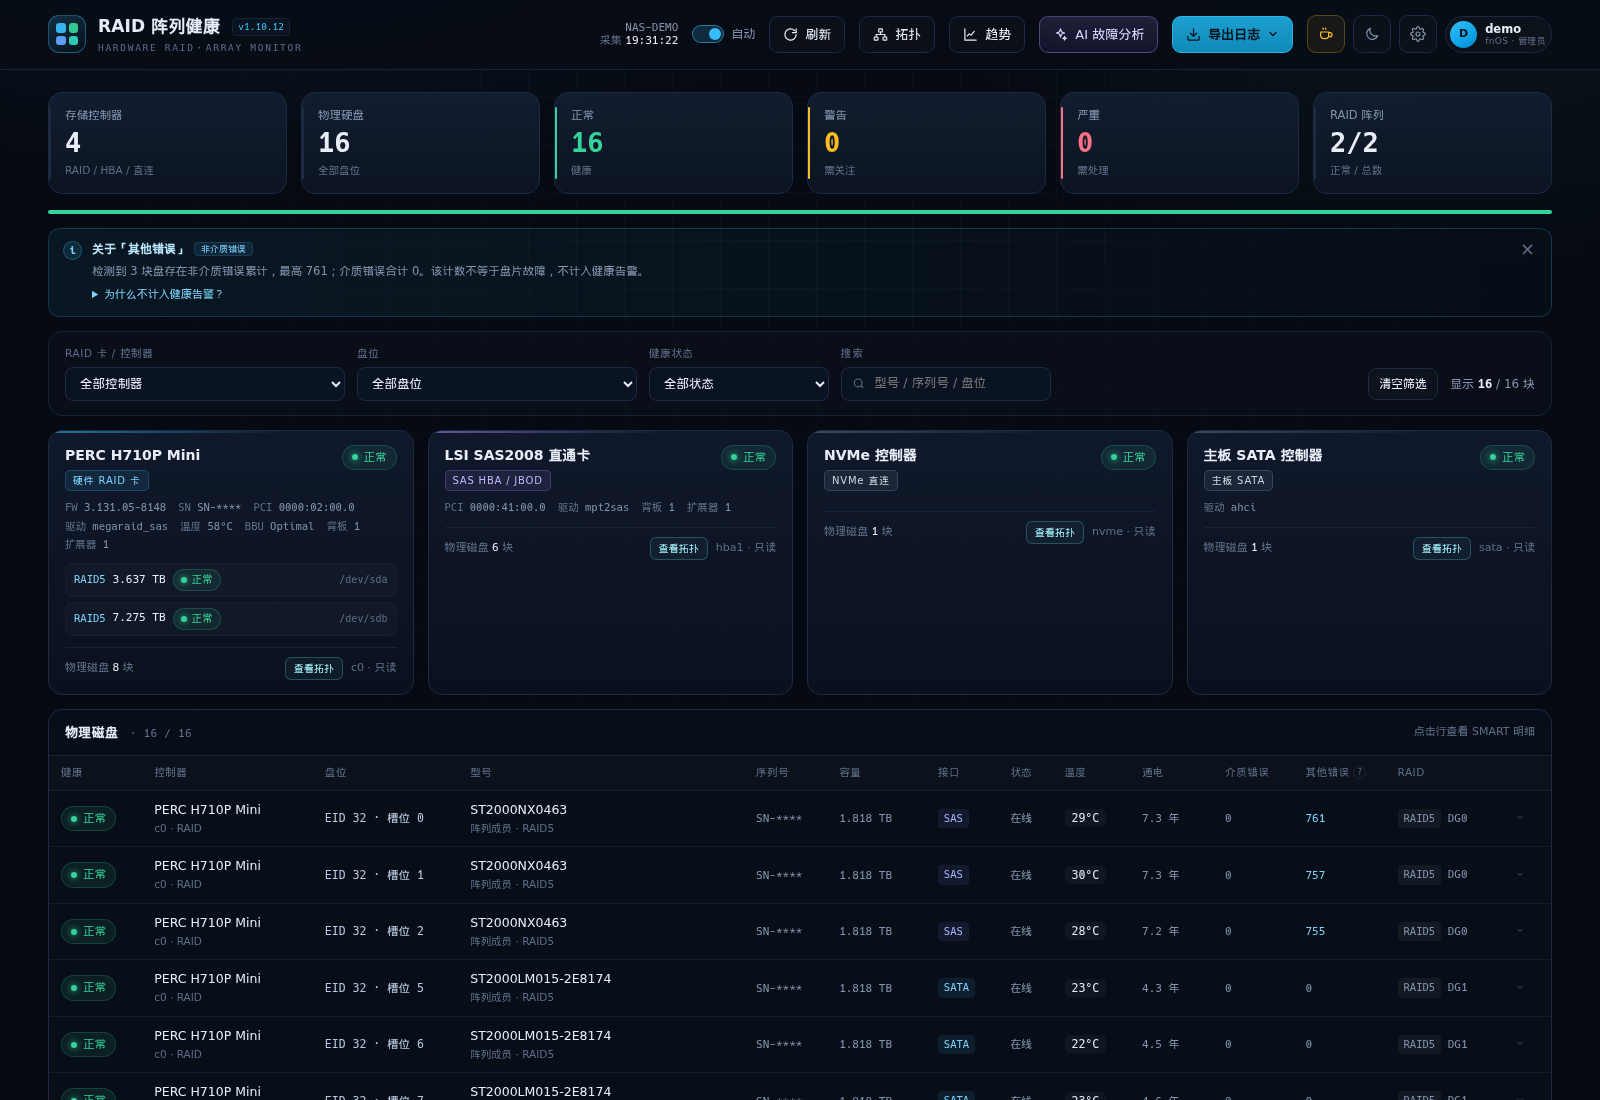 RAID 阵列健康 v1.10.12
HARDWARE RAID · ARRAY MONITOR
NAS-DEMO
采集 19:31:22
自动
刷新
拓扑
趋势
AI 故障分析
导出日志
D
demo
fnOS · 管理员
存储控制器
4
RAID / HBA / 直连
物理硬盘
16
全部盘位
正常
16
健康
警告
0
需关注
严重
0
需处理
RAID 阵列
2/2
正常 / 总数
i 关于「其他错误」 非介质错误
检测到 3 块盘存在非介质错误累计，最高 761；介质错误合计 0。该计数不等于盘片故障，不计入健康告警。
为什么不计入健康告警？
RAID 卡 / 控制器
全部控制器
盘位
全部盘位
健康状态
全部状态
搜索
型号 / 序列号 / 盘位
清空筛选
显示 16 / 16 块
PERC H710P Mini 正常
硬件 RAID 卡
FW 3.131.05-8148 SN SN-**** PCI 0000:02:00.0
驱动 megaraid_sas 温度 58°C BBU Optimal 背板 1
扩展器 1
RAID5 3.637 TB 正常 /dev/sda
RAID5 7.275 TB 正常 /dev/sdb
物理磁盘 8 块 查看拓扑 c0 · 只读
LSI SAS2008 直通卡 正常
SAS HBA / JBOD
PCI 0000:41:00.0 驱动 mpt2sas 背板 1 扩展器 1
物理磁盘 6 块 查看拓扑 hba1 · 只读
NVMe 控制器 正常
NVMe 直连
物理磁盘 1 块 查看拓扑 nvme · 只读
主板 SATA 控制器 正常
主板 SATA
驱动 ahci
物理磁盘 1 块 查看拓扑 sata · 只读
物理磁盘 · 16 / 16 点击行查看 SMART 明细
健康 控制器 盘位 型号 序列号 容量 接口 状态 温度 通电 介质错误 其他错误 ? RAID
正常 PERC H710P Mini EID 32 · 槽位 0 ST2000NX0463 SN-**** 1.818 TB SAS 在线 29°C 7.3 年 0 761 RAID5 DG0
c0 · RAID 阵列成员 · RAID5
正常 PERC H710P Mini EID 32 · 槽位 1 ST2000NX0463 SN-**** 1.818 TB SAS 在线 30°C 7.3 年 0 757 RAID5 DG0
c0 · RAID 阵列成员 · RAID5
正常 PERC H710P Mini EID 32 · 槽位 2 ST2000NX0463 SN-**** 1.818 TB SAS 在线 28°C 7.2 年 0 755 RAID5 DG0
c0 · RAID 阵列成员 · RAID5
正常 PERC H710P Mini EID 32 · 槽位 5 ST2000LM015-2E8174 SN-**** 1.818 TB SATA 在线 23°C 4.3 年 0 0 RAID5 DG1
c0 · RAID 阵列成员 · RAID5
正常 PERC H710P Mini EID 32 · 槽位 6 ST2000LM015-2E8174 SN-**** 1.818 TB SATA 在线 22°C 4.5 年 0 0 RAID5 DG1
c0 · RAID 阵列成员 · RAID5
正常 PERC H710P Mini EID 32 · 槽位 7 ST2000LM015-2E8174 SN-**** 1.818 TB SATA 在线 23°C 4.6 年 0 0 RAID5 DG1